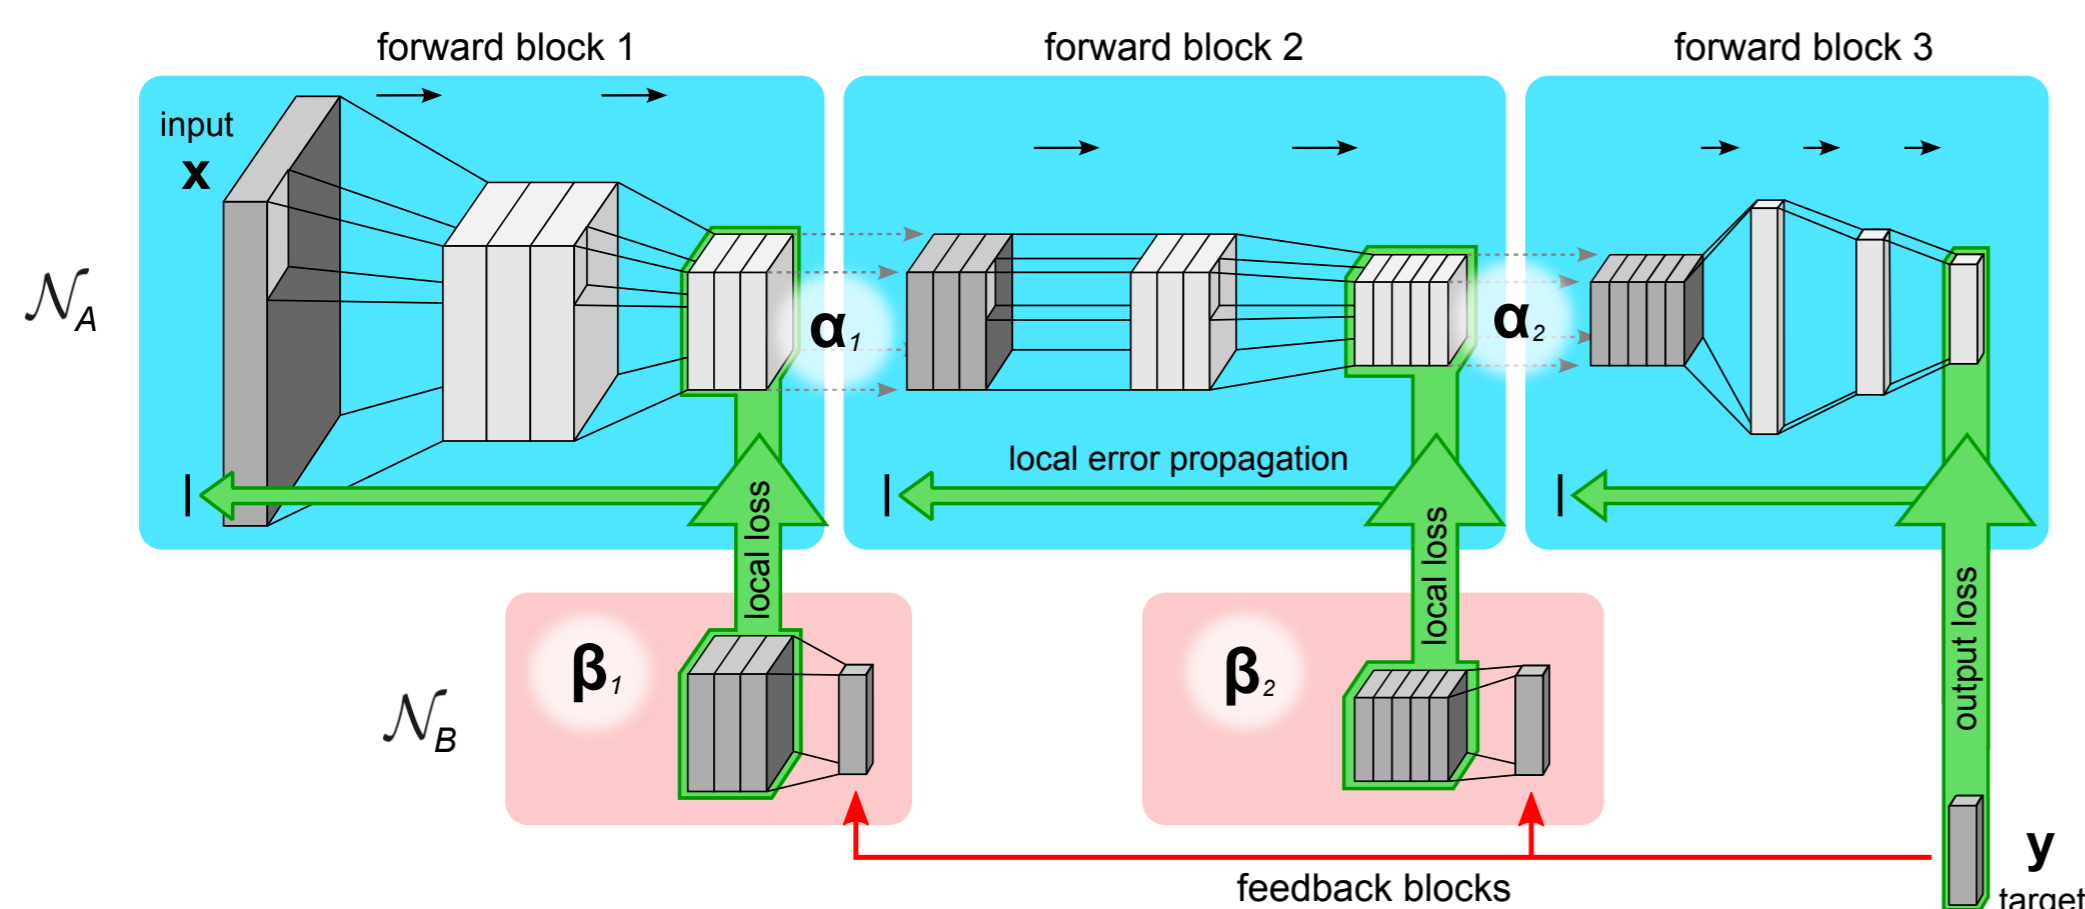 forward block 1
forward block 2
forward block 3
input
x
𝒩A
α1
α2
local error propagation
local loss
local loss
output loss
β1
β2
𝒩B
y
target
feedback blocks